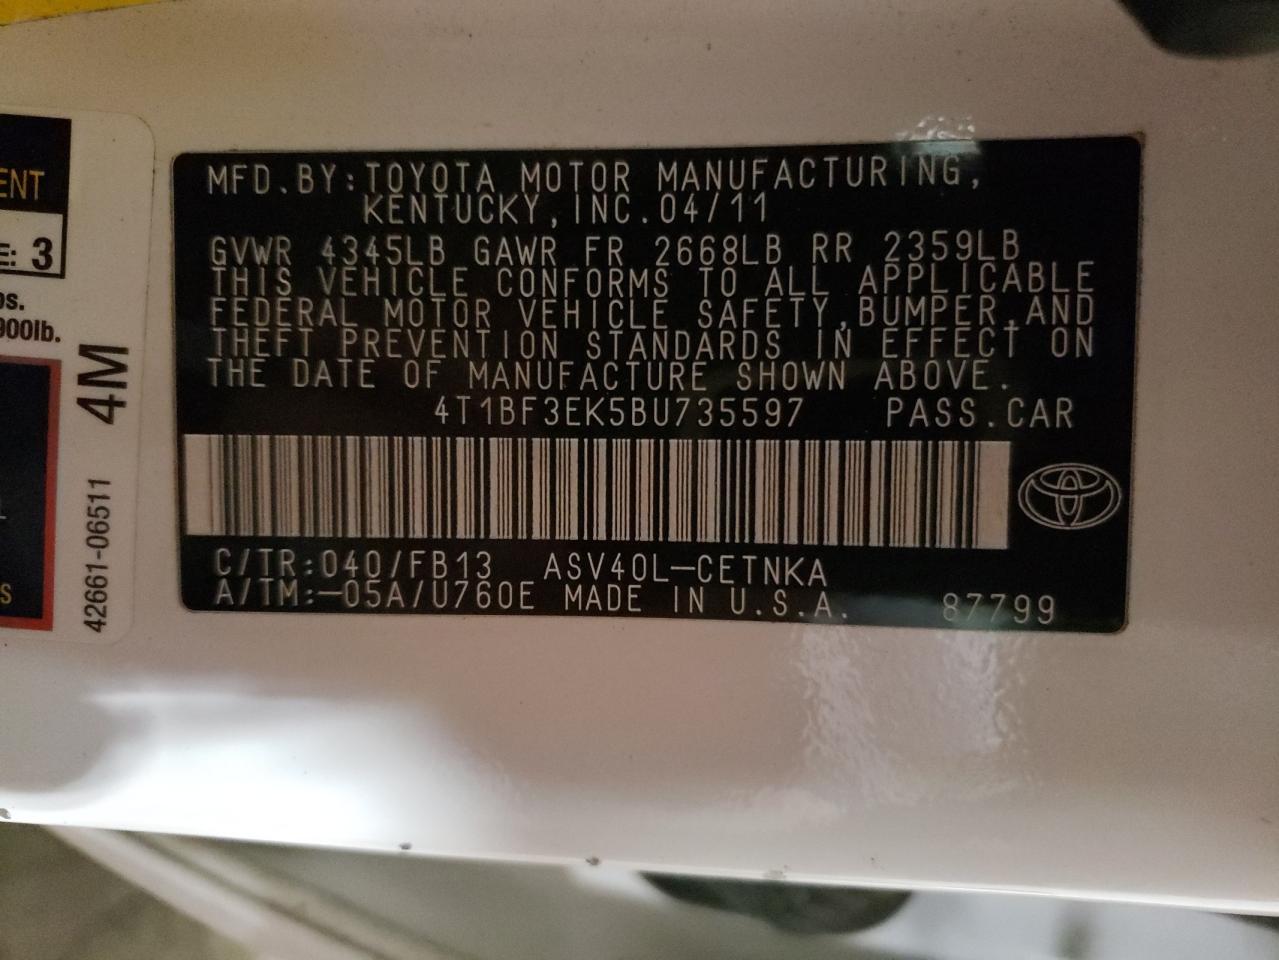 ENT
E: 3
os.
900lb.
4M
42661-06511
S
MFD.BY:TOYOTA MOTOR MANUFACTURING,
KENTUCKY,INC.04/11
GVWR 4345LB GAWR FR 2668LB RR 2359LB
THIS VEHICLE CONFORMS TO ALL APPLICABLE
FEDERAL MOTOR VEHICLE SAFETY,BUMPER,AND
THEFT PREVENTION STANDARDS IN EFFECT ON
THE DATE OF MANUFACTURE SHOWN ABOVE.
4T1BF3EK5BU735597 PASS.CAR
C/TR:040/FB13 ASV40L-CETNKA
A/TM:-05A/U760E MADE IN U.S.A. 87799